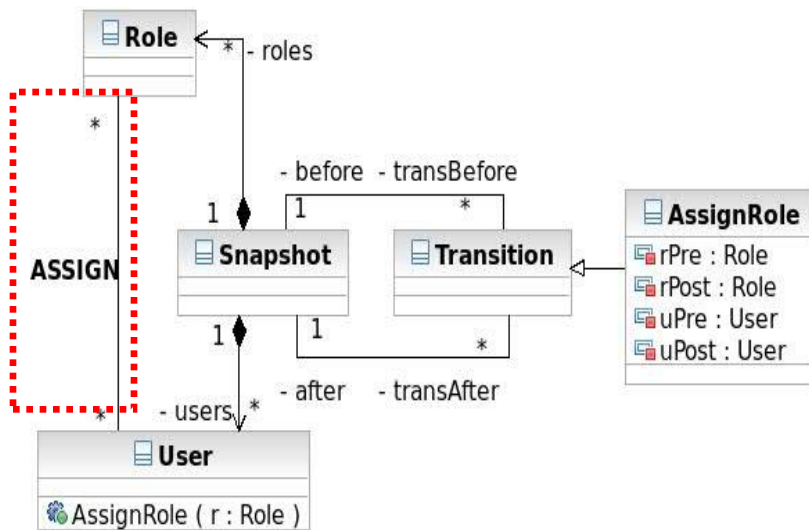 Role
* - roles
*
- before - transBefore
1 *
1
AssignRole
rPre : Role
rPost : Role
uPre : User
uPost : User
Snapshot
Transition
ASSIGN
1 1 *
- after - transAfter
* - users *
User
AssignRole ( r : Role )